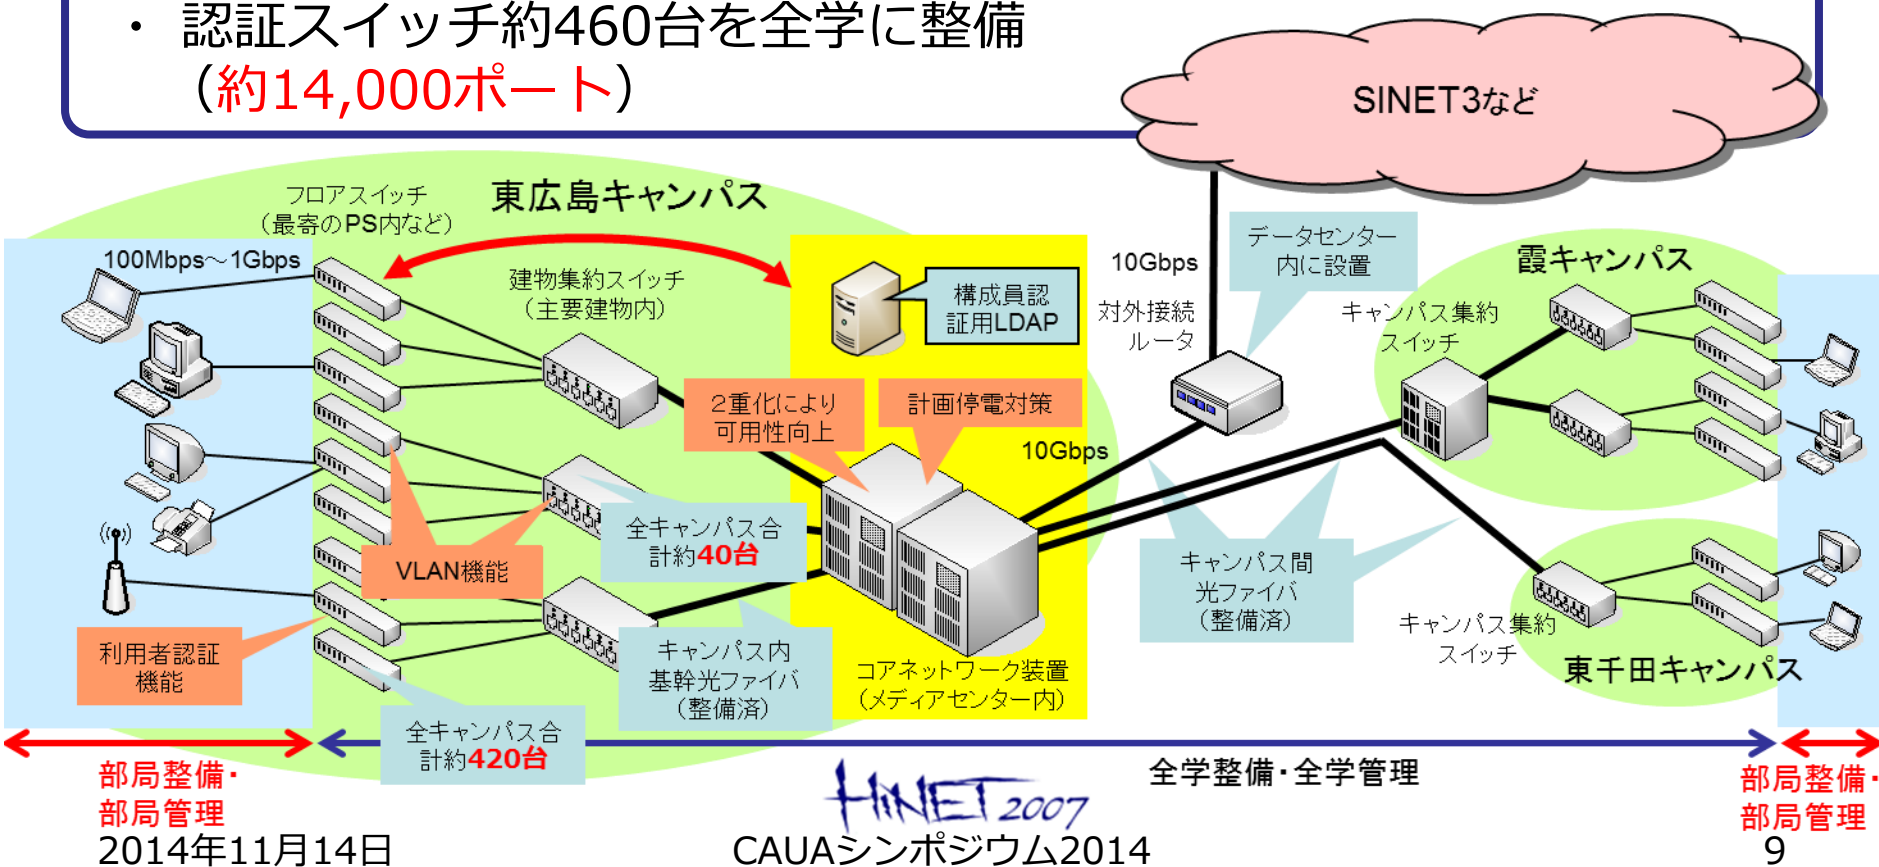 ・ 認証スイッチ約460台を全学に整備
（約14,000ポート）
SINET3など
フロアスイッチ
（最寄のPS内など）
東広島キャンパス
100Mbps～1Gbps
建物集約スイッチ
（主要建物内）
構成員認
証用LDAP
10Gbps
対外接続
ルータ
データセンター
内に設置
霞キャンパス
キャンパス集約
スイッチ
２重化により
可用性向上
計画停電対策
10Gbps
全キャンパス合
計約40台
VLAN機能
利用者認証
機能
キャンパス内
基幹光ファイバ
（整備済）
コアネットワーク装置
（メディアセンター内）
キャンパス間
光ファイバ
（整備済）
キャンパス集約
スイッチ
東千田キャンパス
全キャンパス合
計約420台
部局整備・
部局管理
全学整備・全学管理
部局整備・
部局管理
HiNET 2007
2014年11月14日
CAUAシンポジウム2014
9